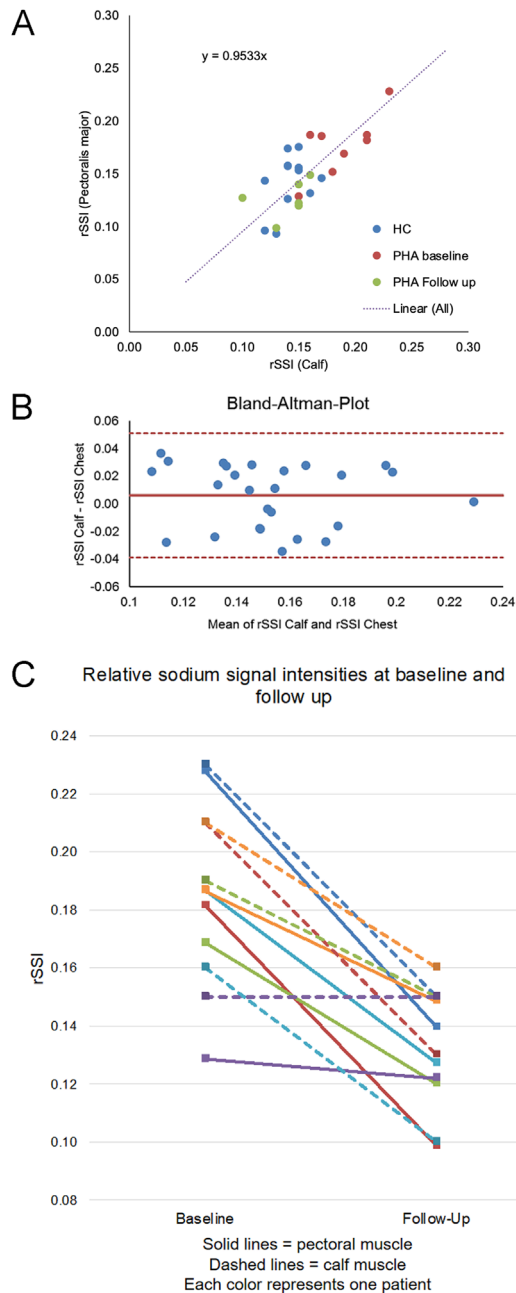 A
0.30
0.25
0.20
0.15
0.10
0.05
0.00
rSSI (Pectoralis major)
y = 0.9533x
HC
PHA baseline
PHA Follow up
Linear (All)
0.00 0.05 0.10 0.15 0.20 0.25 0.30
rSSI (Calf)
B
Bland-Altman-Plot
0.06
0.04
0.02
0.00
-0.02
-0.04
-0.06
rSSI Calf - rSSI Chest
0.1 0.12 0.14 0.16 0.18 0.2 0.22 0.24
Mean of rSSI Calf and rSSI Chest
C
Relative sodium signal intensities at baseline and
follow up
0.24
0.22
0.20
0.18
0.16
0.14
0.12
0.10
0.08
rSSI
Baseline Follow-Up
Solid lines = pectoral muscle
Dashed lines = calf muscle
Each color represents one patient